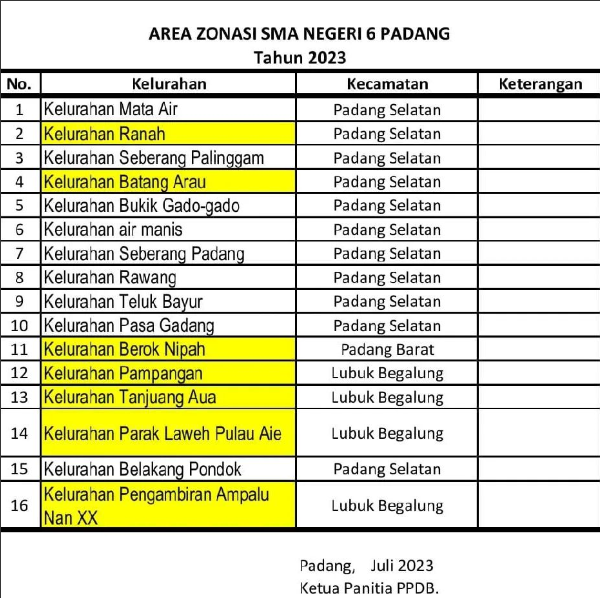 AREA ZONASI SMA NEGERI 6 PADANG
Tahun 2023
No. Kelurahan Kecamatan Keterangan
1 Kelurahan Mata Air Padang Selatan
2 Kelurahan Ranah Padang Selatan
3 Kelurahan Seberang Palinggam Padang Selatan
4 Kelurahan Batang Arau Padang Selatan
5 Kelurahan Bukik Gado-gado Padang Selatan
6 Kelurahan air manis Padang Selatan
7 Kelurahan Seberang Padang Padang Selatan
8 Kelurahan Rawang Padang Selatan
9 Kelurahan Teluk Bayur Padang Selatan
10 Kelurahan Pasa Gadang Padang Selatan
11 Kelurahan Berok Nipah Padang Barat
12 Kelurahan Pampangan Lubuk Begalung
13 Kelurahan Tanjuang Aua Lubuk Begalung
14 Kelurahan Parak Laweh Pulau Aie Lubuk Begalung
15 Kelurahan Belakang Pondok Padang Selatan
16 Kelurahan Pengambiran Ampalu Lubuk Begalung
Nan XX
Padang, Juli 2023
Ketua Panitia PPDB.